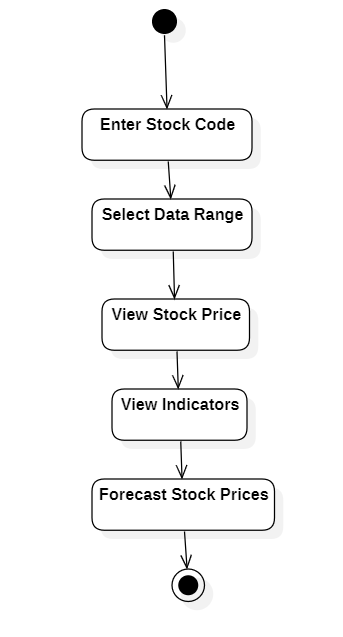 Enter Stock Code
Select Data Range
View Stock Price
View Indicators
Forecast Stock Prices